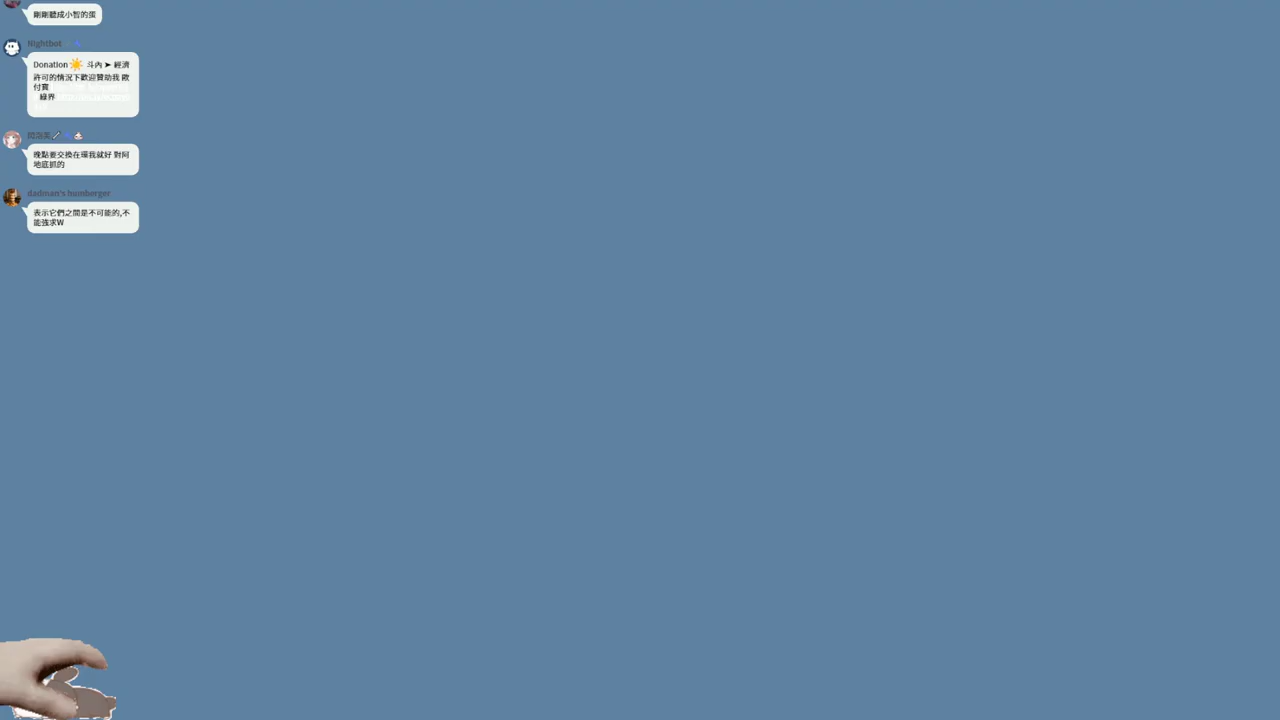 剛剛聽成小智的蛋
Nightbot
Donation☀️ 斗內 ➤ 經濟
許可的情況下歡迎贊助我 歐
付寶
綠界
晚點要交換在環我就好 對阿
地底抓的
dadman's humberger
表示它們之間是不可能的,不
能強求W